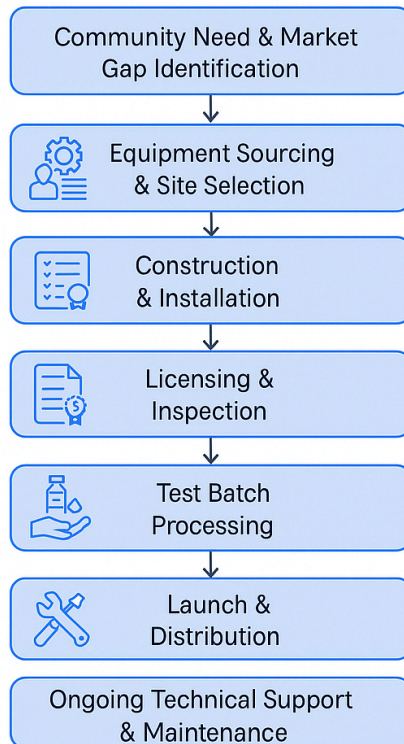 Community Need & Market
Gap Identification
Equipment Sourcing
& Site Selection
Construction
& Installation
Licensing &
Inspection
$
Test Batch
Processing
Launch &
Distribution
Ongoing Technical Support
& Maintenance